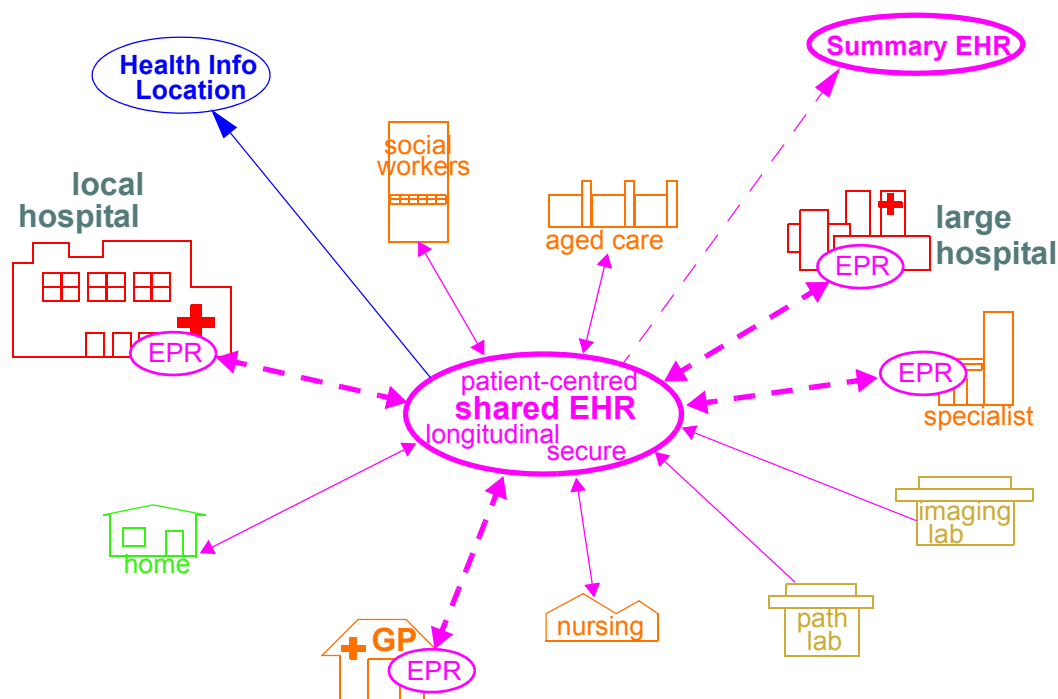 Summary EHR
Health Info
Location
social
workers
local
hospital
aged care
large
hospital
EPR
EPR
EPR
specialist
patient-centred
shared EHR
longitudinal
secure
imaging
lab
home
path
lab
nursing
GP
EPR